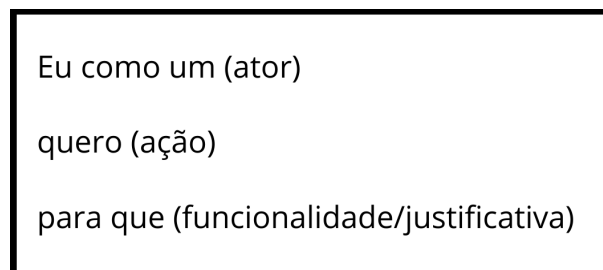 Eu como um (ator)
quero (ação)
para que (funcionalidade/justificativa)